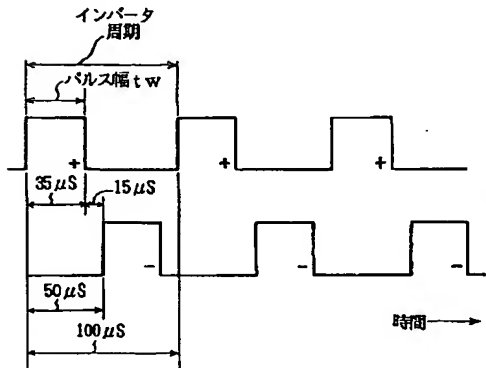 インバータ
周期
パルス幅tw
+
+
+
35μS
15μS
-
-
-
50μS
100μS
時間